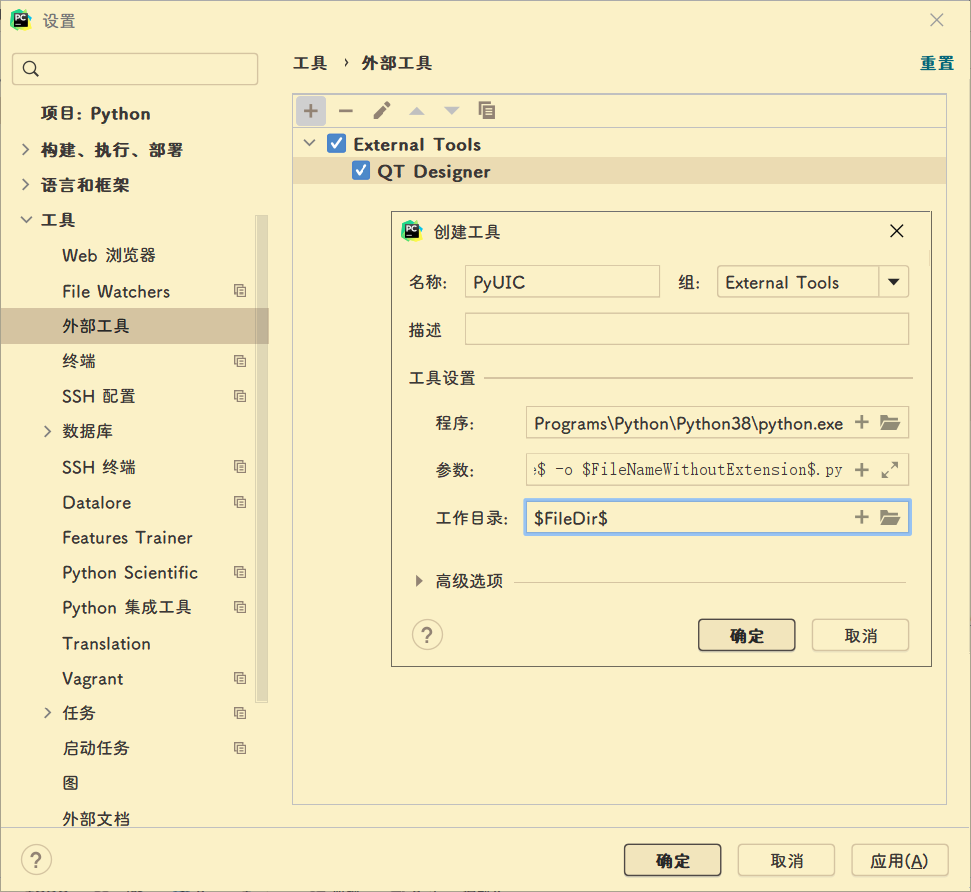 设置
工具 › 外部工具
重置
项目: Python
构建、执行、部署
语言和框架
工具
Web 浏览器
File Watchers
外部工具
终端
SSH 配置
数据库
SSH 终端
Datalore
Features Trainer
Python Scientific
Python 集成工具
Translation
Vagrant
任务
启动任务
图
外部文档
External Tools
QT Designer
创建工具
名称: PyUIC 组: External Tools
描述
工具设置
程序: Programs\Python\Python38\python.exe
参数: $ -o $FileNameWithoutExtension$.py
工作目录: $FileDir$
高级选项
? 确定 取消
? 确定 取消 应用(A)